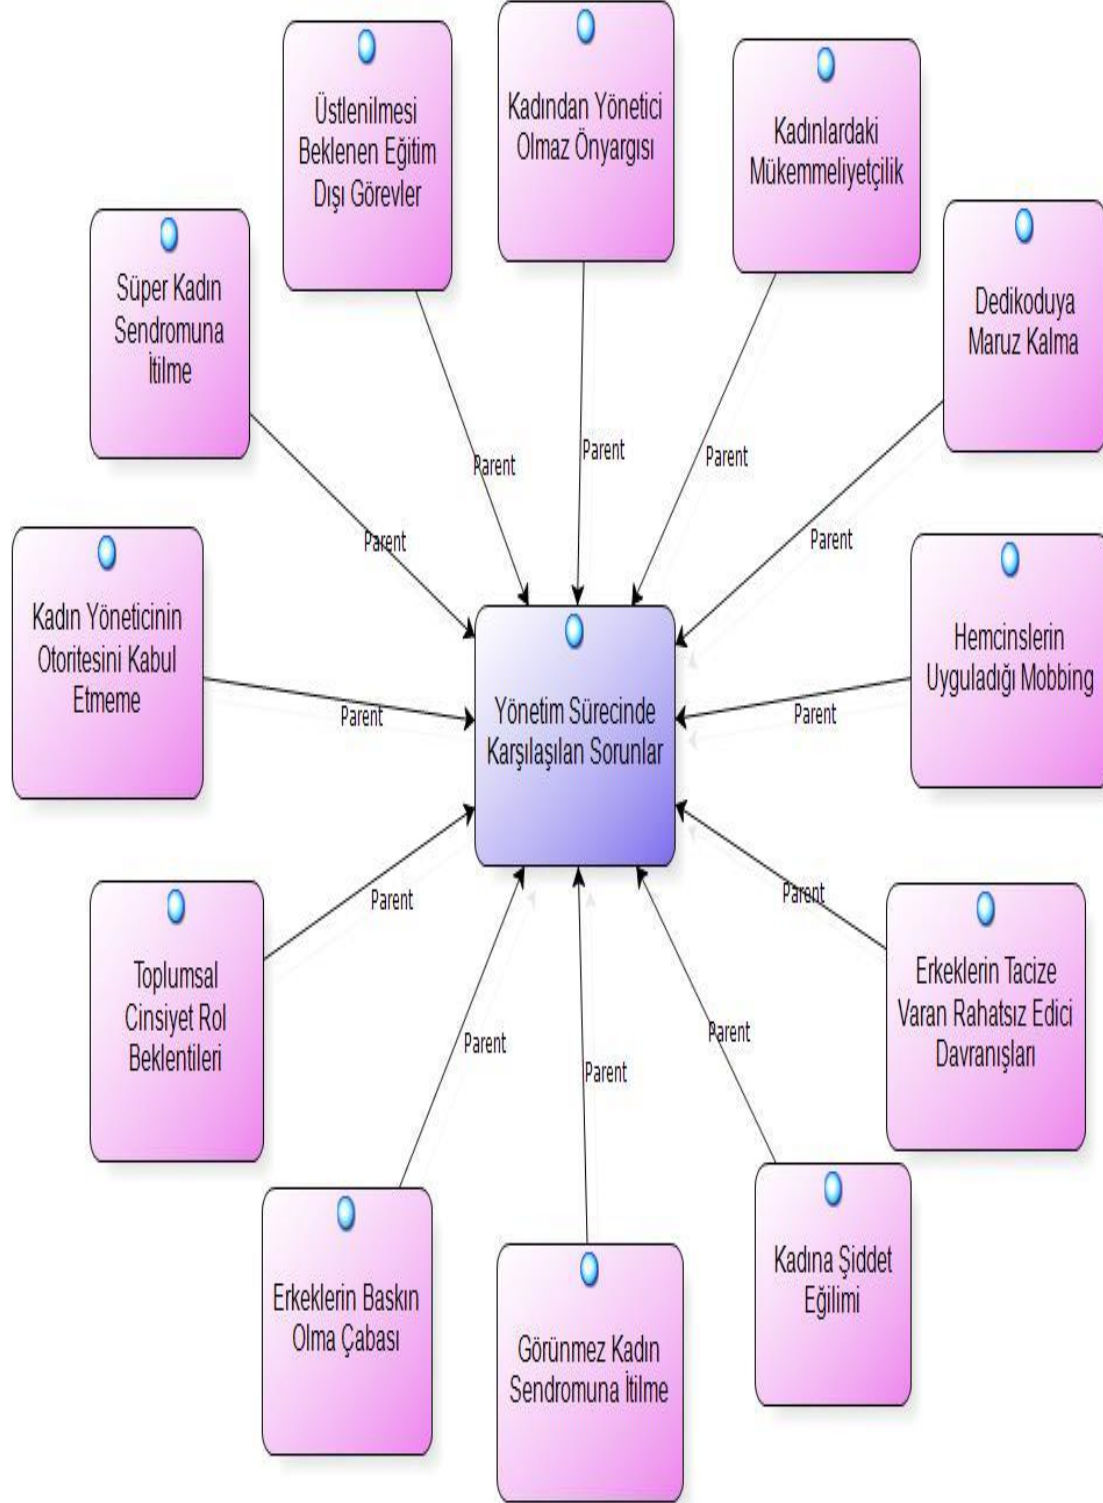 Kadından Yönetici
Olmaz Önyargısı
Üstlenilmesi
Beklenen Eğitim
Dışı Görevler
Kadınlardaki
Mükemmeliyetçilik
Süper Kadın
Sendromuna
İtilme
Dedikoduya
Maruz Kalma
Parent
Parent
Parent
Parent
Parent
Kadın Yöneticinin
Otoritesini Kabul
Etmeme
Hemcinslerin
Uyguladığı Mobbing
Parent
Yönetim Sürecinde
Karşılaşılan Sorunlar
Parent
Parent
Parent
Toplumsal
Cinsiyet Rol
Beklentileri
Erkeklerin Tacize
Varan Rahatsız Edici
Davranışları
Parent
Parent
Parent
Erkeklerin Baskın
Olma Çabası
Görünmez Kadın
Sendromuna İtilme
Kadına Şiddet
Eğilimi